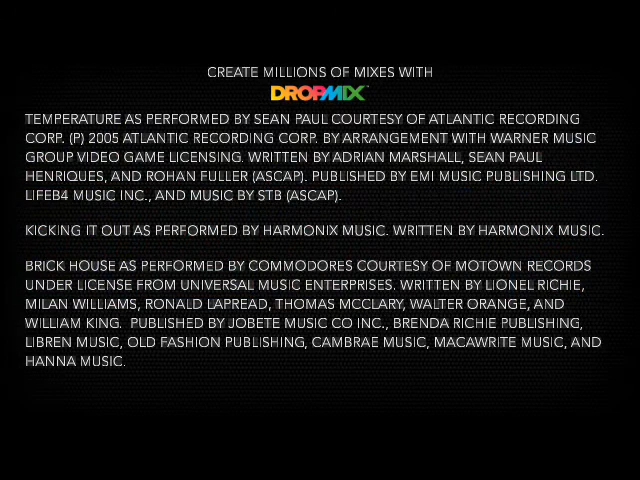 CREATE MILLIONS OF MIXES WITH
DROPMIX™
TEMPERATURE AS PERFORMED BY SEAN PAUL COURTESY OF ATLANTIC RECORDING
CORP. (P) 2005 ATLANTIC RECORDING CORP. BY ARRANGEMENT WITH WARNER MUSIC
GROUP VIDEO GAME LICENSING. WRITTEN BY ADRIAN MARSHALL, SEAN PAUL
HENRIQUES, AND ROHAN FULLER (ASCAP). PUBLISHED BY EMI MUSIC PUBLISHING LTD.
LIFEB4 MUSIC INC., AND MUSIC BY STB (ASCAP).
KICKING IT OUT AS PERFORMED BY HARMONIX MUSIC. WRITTEN BY HARMONIX MUSIC.
BRICK HOUSE AS PERFORMED BY COMMODORES COURTESY OF MOTOWN RECORDS
UNDER LICENSE FROM UNIVERSAL MUSIC ENTERPRISES. WRITTEN BY LIONEL RICHIE,
MILAN WILLIAMS, RONALD LAPREAD, THOMAS MCCLARY, WALTER ORANGE, AND
WILLIAM KING. PUBLISHED BY JOBETE MUSIC CO INC., BRENDA RICHIE PUBLISHING,
LIBREN MUSIC, OLD FASHION PUBLISHING, CAMBRAE MUSIC, MACAWRITE MUSIC, AND
HANNA MUSIC.